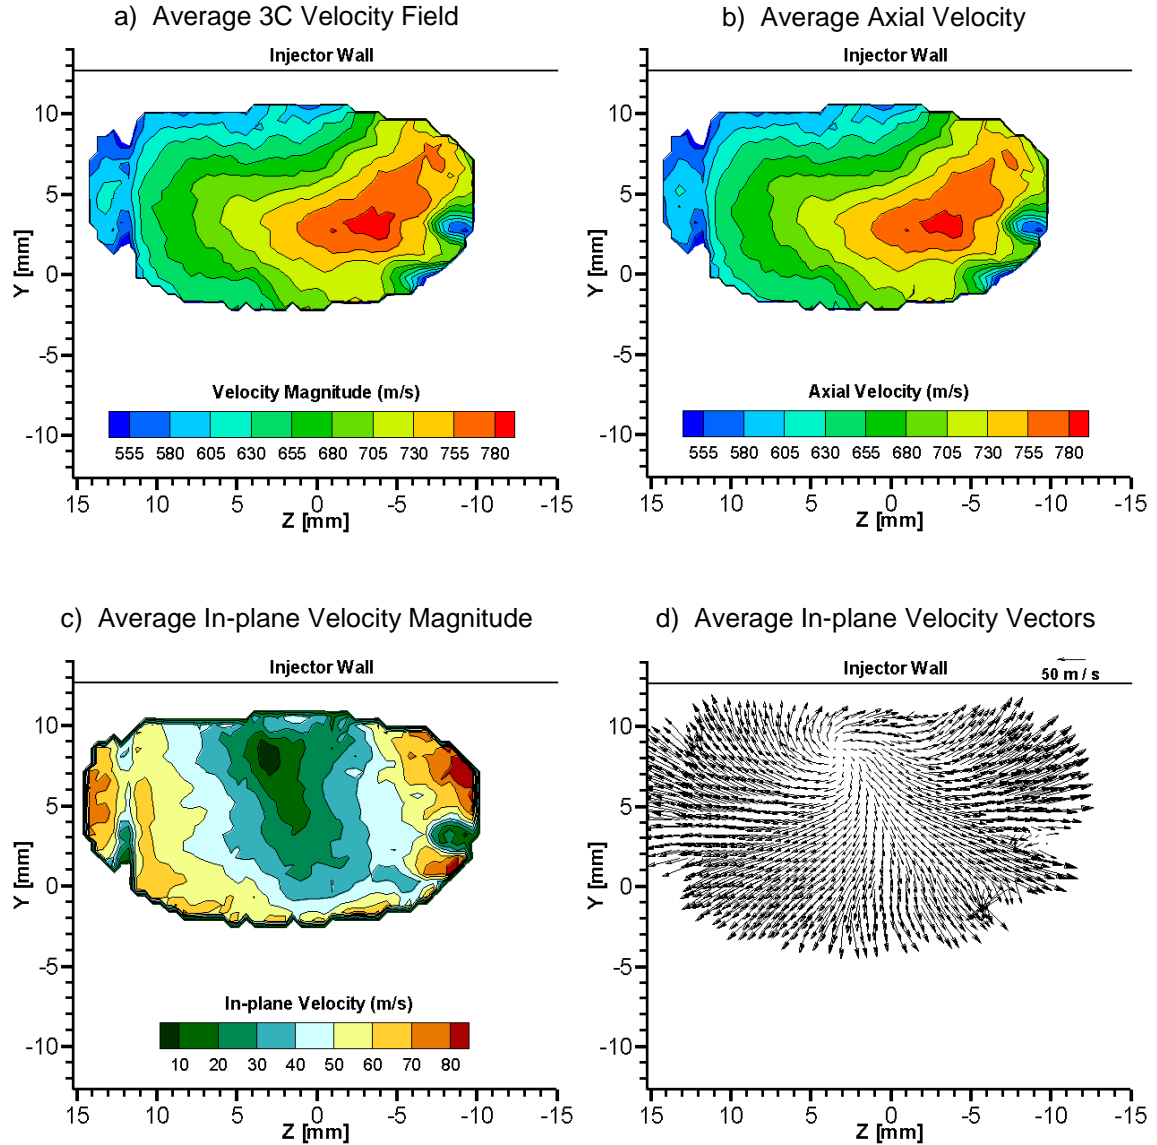 a) Average 3C Velocity Field
b) Average Axial Velocity
Injector Wall
10
5
0
-5
-10
Y [mm]
Velocity Magnitude (m/s)
555 580 605 630 655 680 705 730 755 780
15 10 5 0 -5 -10 -15
Z [mm]
Injector Wall
10
5
0
-5
-10
Y [mm]
Axial Velocity (m/s)
555 580 605 630 655 680 705 730 755 780
15 10 5 0 -5 -10 -15
Z [mm]
c) Average In-plane Velocity Magnitude
d) Average In-plane Velocity Vectors
Injector Wall
10
5
0
-5
-10
Y [mm]
In-plane Velocity (m/s)
10 20 30 40 50 60 70 80
15 10 5 0 -5 -10 -15
Z [mm]
Injector Wall
50 m / s
10
5
0
-5
-10
Y [mm]
15 10 5 0 -5 -10 -15
Z [mm]